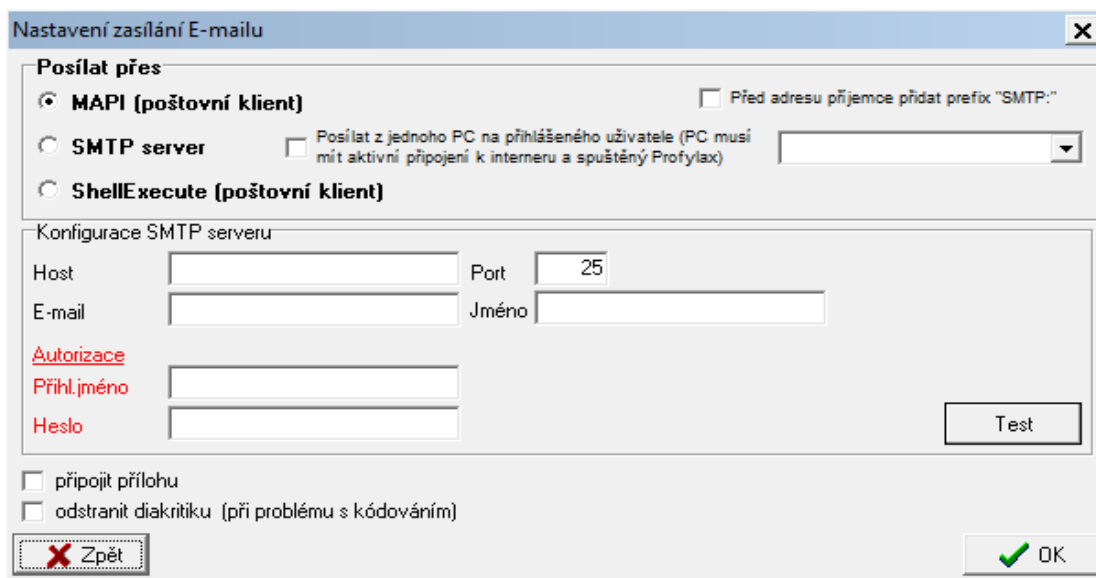 Nastavení zasílání E-mailu
Posílat přes
MAPI (poštovní klient)
Před adresu příjemce přidat prefix "SMTP:"
SMTP server
Posílat z jednoho PC na přihlášeného uživatele (PC musí
mít aktivní připojení k interneru a spuštěný Profylax)
ShellExecute (poštovní klient)
Konfigurace SMTP serveru
Host
Port 25
E-mail
Jméno
Autorizace
Přihl.jméno
Heslo
Test
připojit přílohu
odstranit diakritiku (při problému s kódováním)
Zpět
OK